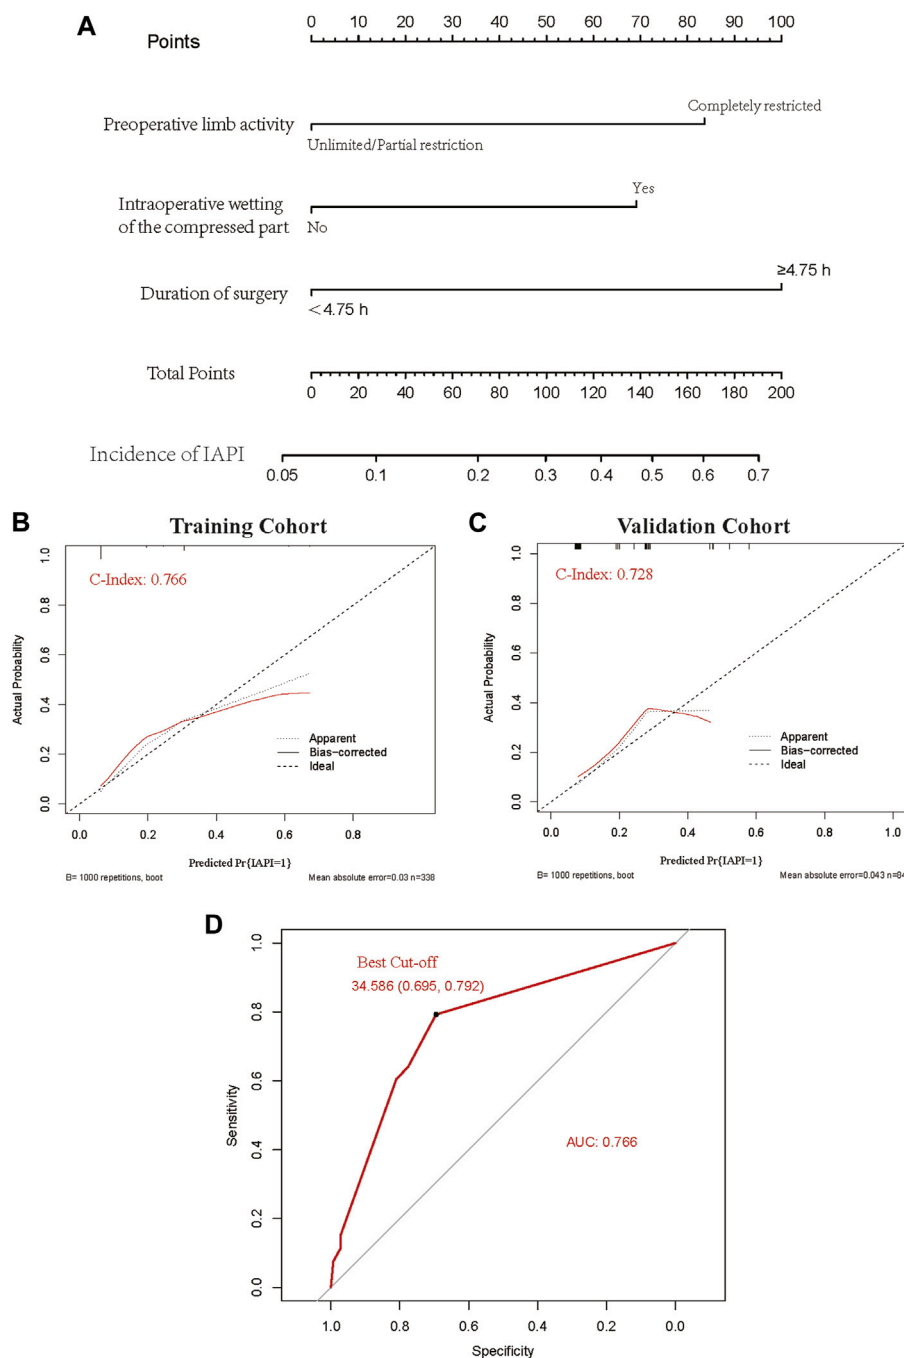 A
Points
0 10 20 30 40 50 60 70 80 90 100
Preoperative limb activity
Completely restricted
Unlimited/Partial restriction
Intraoperative wetting
of the compressed part
Yes
No
Duration of surgery
≥4.75 h
<4.75 h
Total Points
0 20 40 60 80 100 120 140 160 180 200
Incidence of IAPI
0.05 0.1 0.2 0.3 0.4 0.5 0.6 0.7
B
Training Cohort
C-Index: 0.766
Actual Probability
1.0
0.8
0.6
0.4
0.2
0.0
Apparent
Bias-corrected
Ideal
0.0 0.2 0.4 0.6 0.8
Predicted Pr{IAPI=1}
B= 1000 repetitions, boot
Mean absolute error=0.03 n=338
C
Validation Cohort
C-Index: 0.728
Actual Probability
1.0
0.8
0.6
0.4
0.2
0.0
Apparent
Bias-corrected
Ideal
0.0 0.2 0.4 0.6 0.8 1.0
Predicted Pr{IAPI=1}
B= 1000 repetitions, boot
Mean absolute error=0.043 n=84
D
Best Cut-off
34.586 (0.695, 0.792)
AUC: 0.766
Sensitivity
1.0
0.8
0.6
0.4
0.2
0.0
1.0 0.8 0.6 0.4 0.2 0.0
Specificity